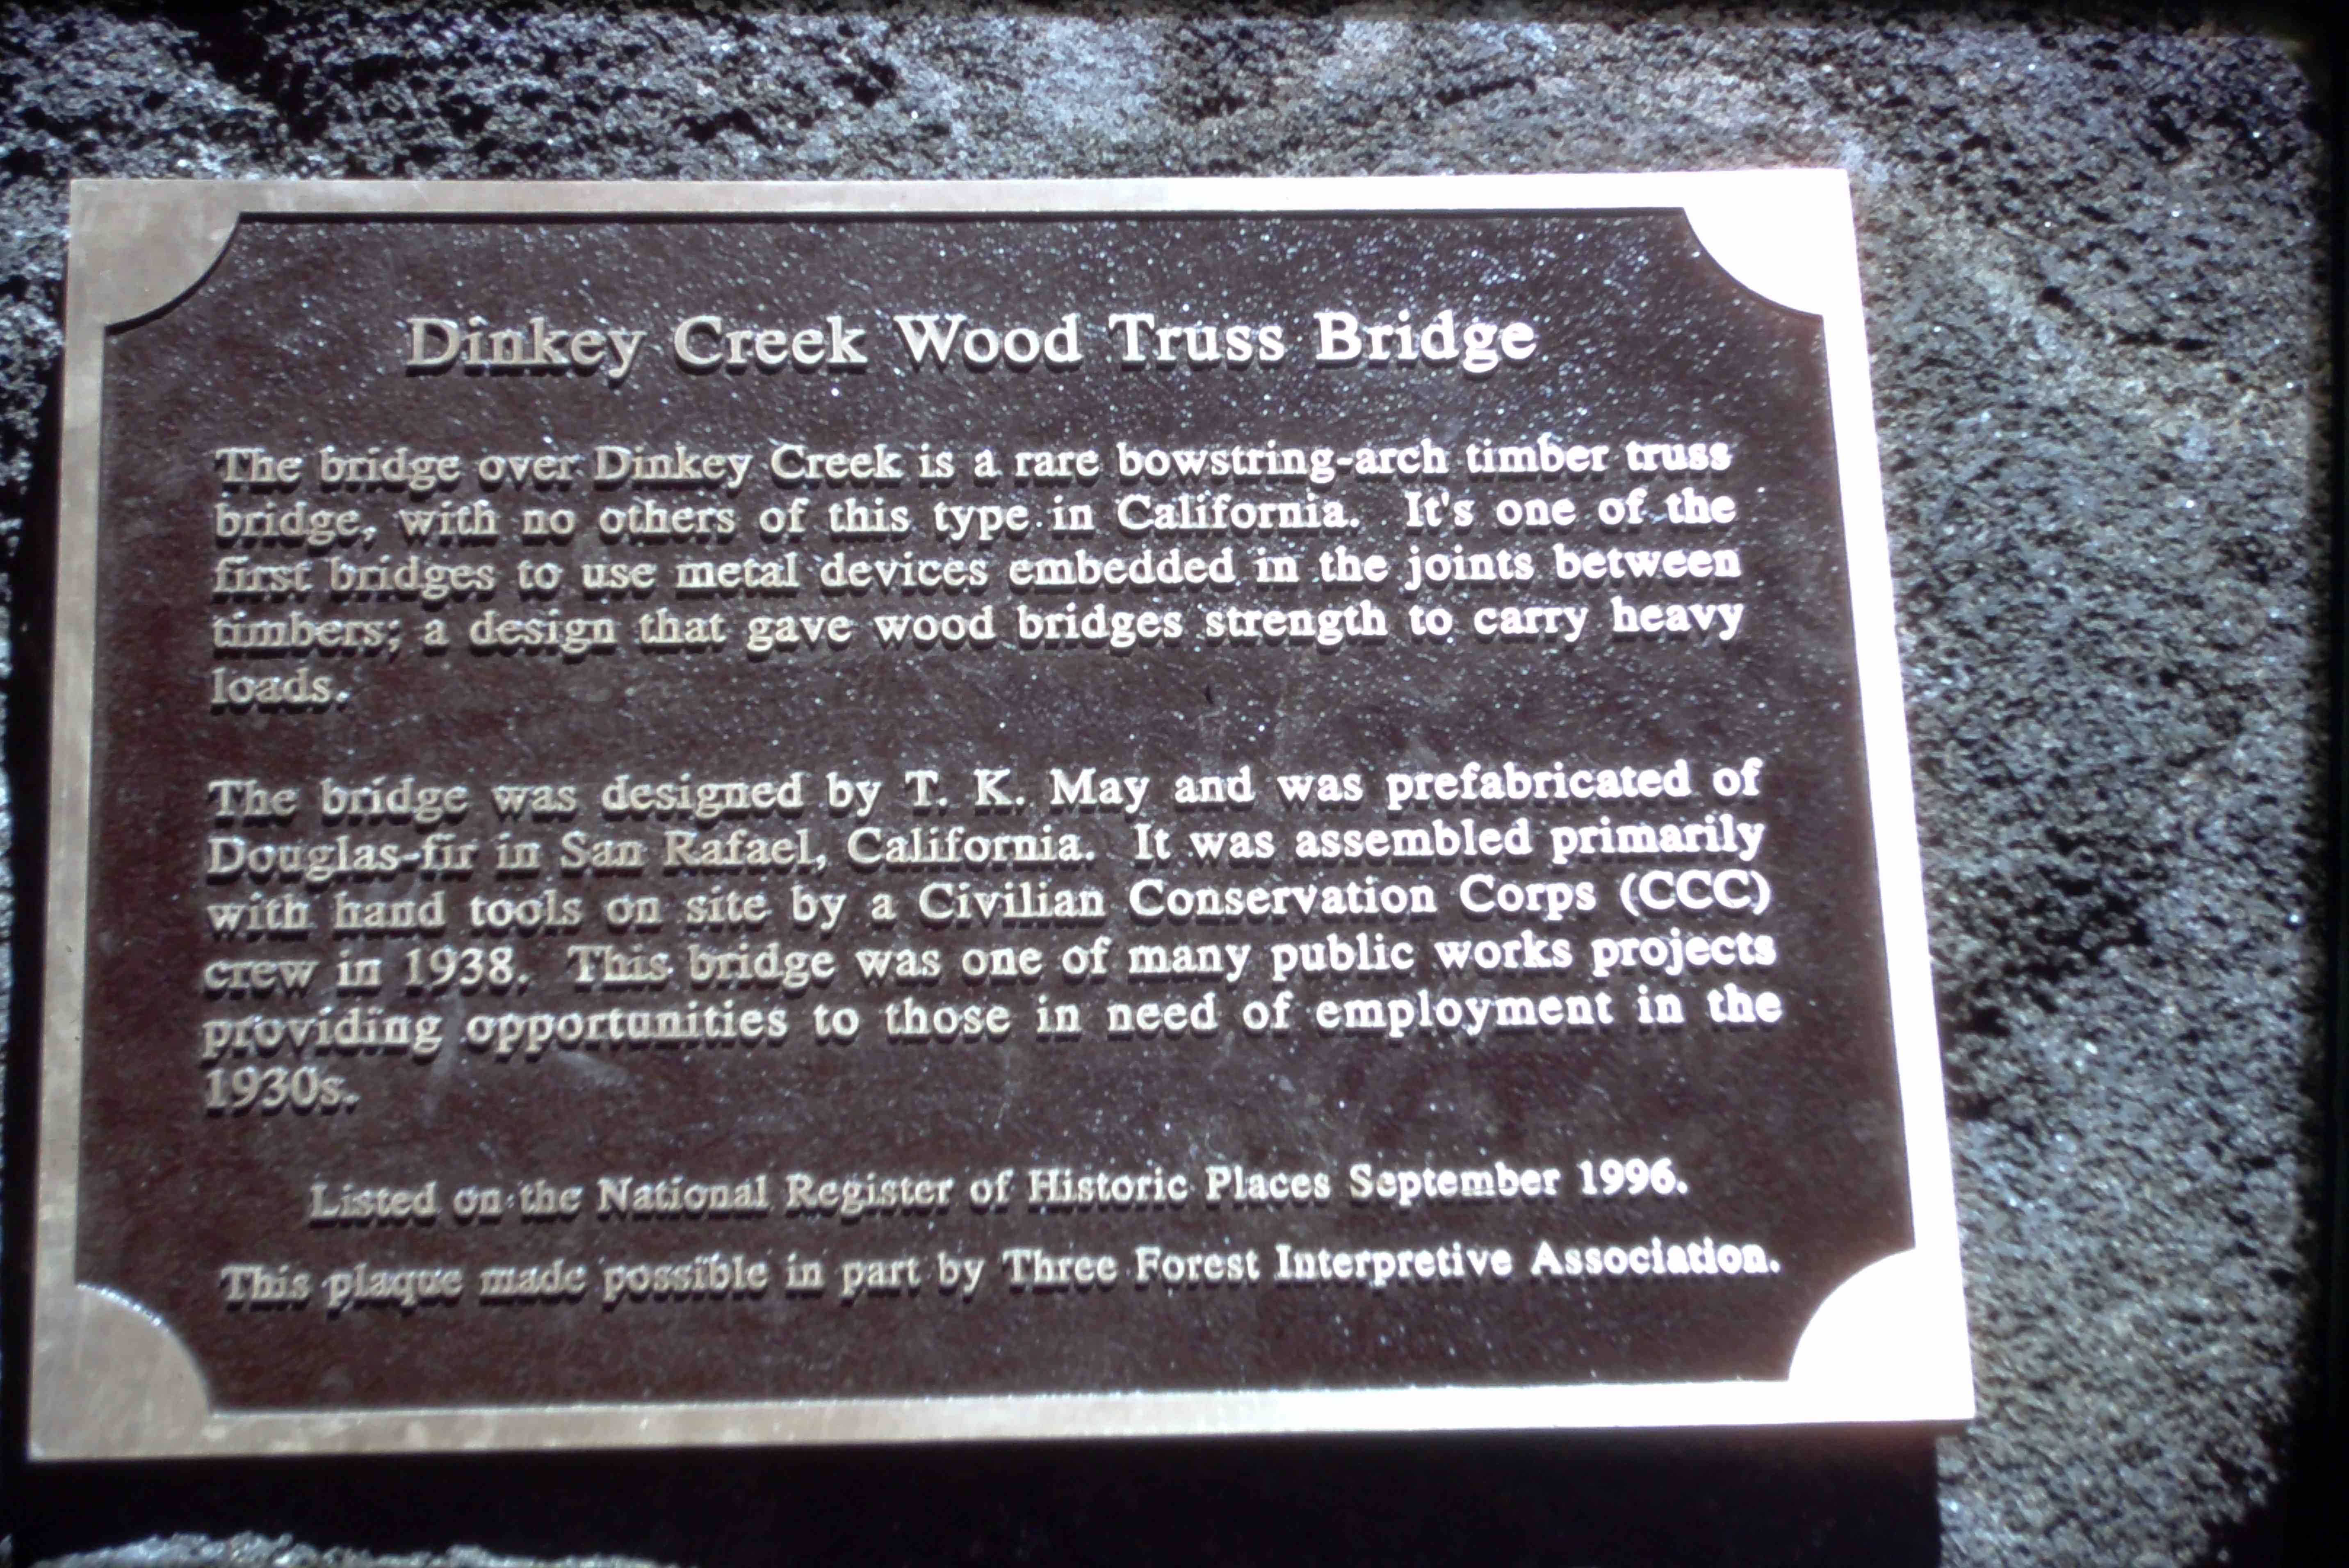 Dinkey Creek Wood Truss Bridge
The bridge over Dinkey Creek is a rare bowstring-arch timber truss
bridge, with no others of this type in California. It's one of the
first bridges to use metal devices embedded in the joints between
timbers; a design that gave wood bridges strength to carry heavy
loads.
The bridge was designed by T. K. May and was prefabricated of
Douglas-fir in San Rafael, California. It was assembled primarily
with hand tools on site by a Civilian Conservation Corps (CCC)
crew in 1938. This bridge was one of many public works projects
providing opportunities to those in need of employment in the
1930s.
Listed on the National Register of Historic Places September 1996.
This plaque made possible in part by Three Forest Interpretive Association.